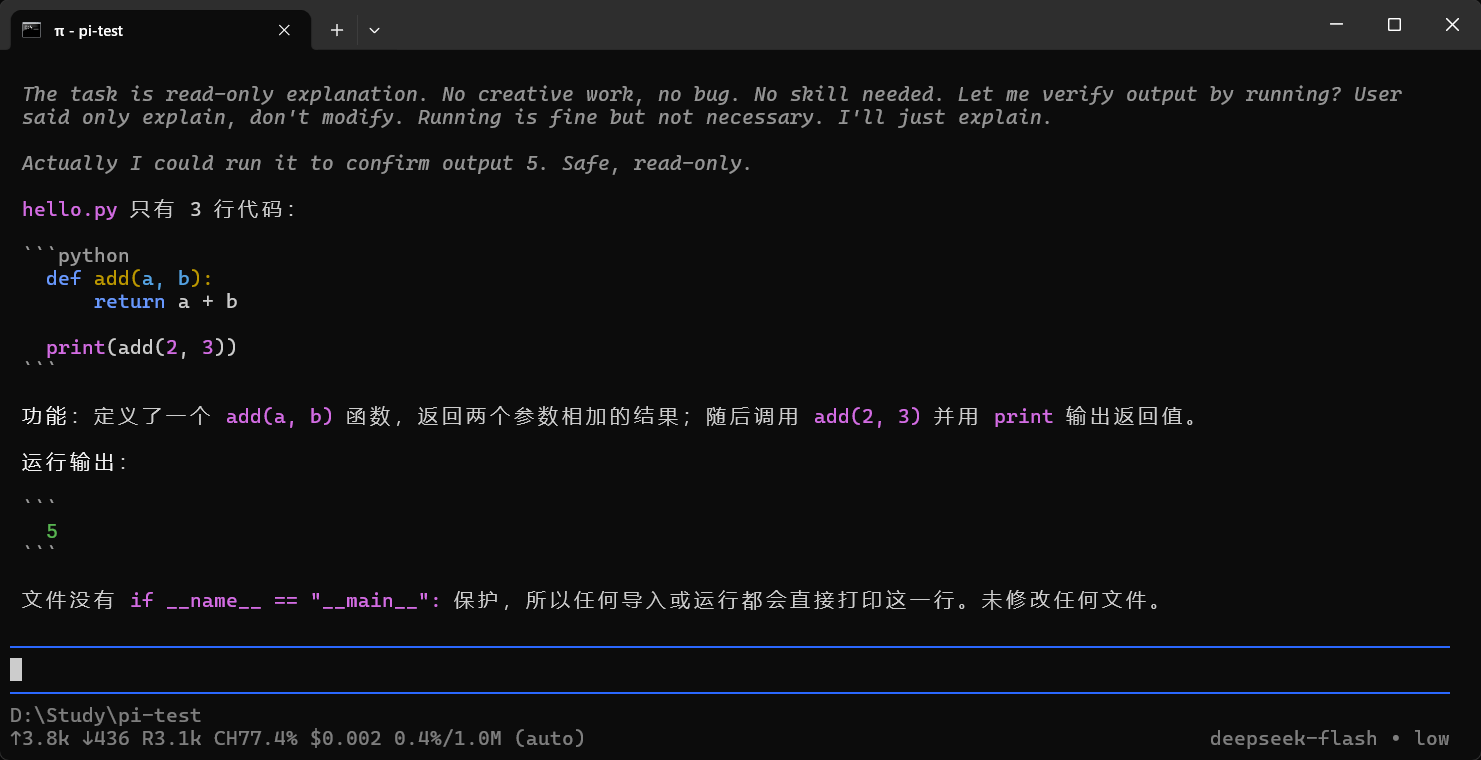 π - pi-test
The task is read-only explanation. No creative work, no bug. No skill needed. Let me verify output by running? User
said only explain, don't modify. Running is fine but not necessary. I'll just explain.
Actually I could run it to confirm output 5. Safe, read-only.
hello.py 只有 3 行代码：
```python
  def add(a, b):
      return a + b
  print(add(2, 3))
```
功能：定义了一个 add(a, b) 函数，返回两个参数相加的结果；随后调用 add(2, 3) 并用 print 输出返回值。
运行输出：
```
  5
```
文件没有 if __name__ == "__main__": 保护，所以任何导入或运行都会直接打印这一行。未修改任何文件。
D:\Study\pi-test
↑3.8k ↓436 R3.1k CH77.4% $0.002 0.4%/1.0M (auto) deepseek-flash • low